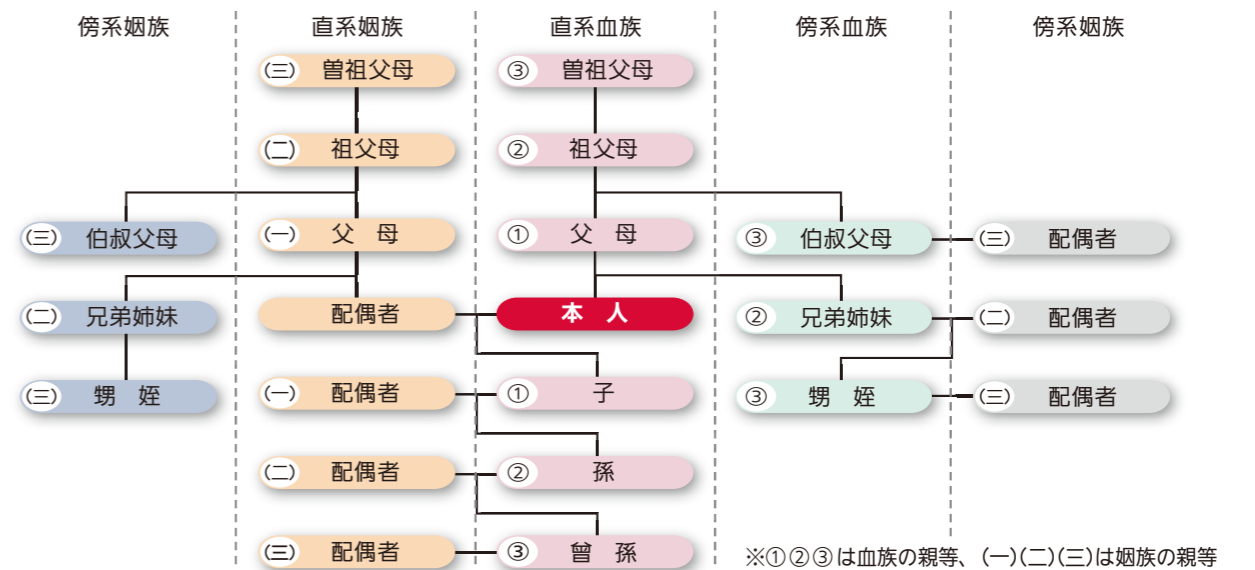 傍系姻族 直系姻族 直系血族 傍系血族 傍系姻族
(三) 曽祖父母 ③ 曽祖父母
(二) 祖父母 ② 祖父母
(三) 伯叔父母 (一) 父 母 ① 父 母 ③ 伯叔父母 (三) 配偶者
(二) 兄弟姉妹 配偶者 本 人 ② 兄弟姉妹 (二) 配偶者
(三) 甥 姪 (一) 配偶者 ① 子 ③ 甥 姪 (三) 配偶者
(二) 配偶者 ② 孫
(三) 配偶者 ③ 曾 孫
※①②③は血族の親等、(一)(二)(三)は姻族の親等